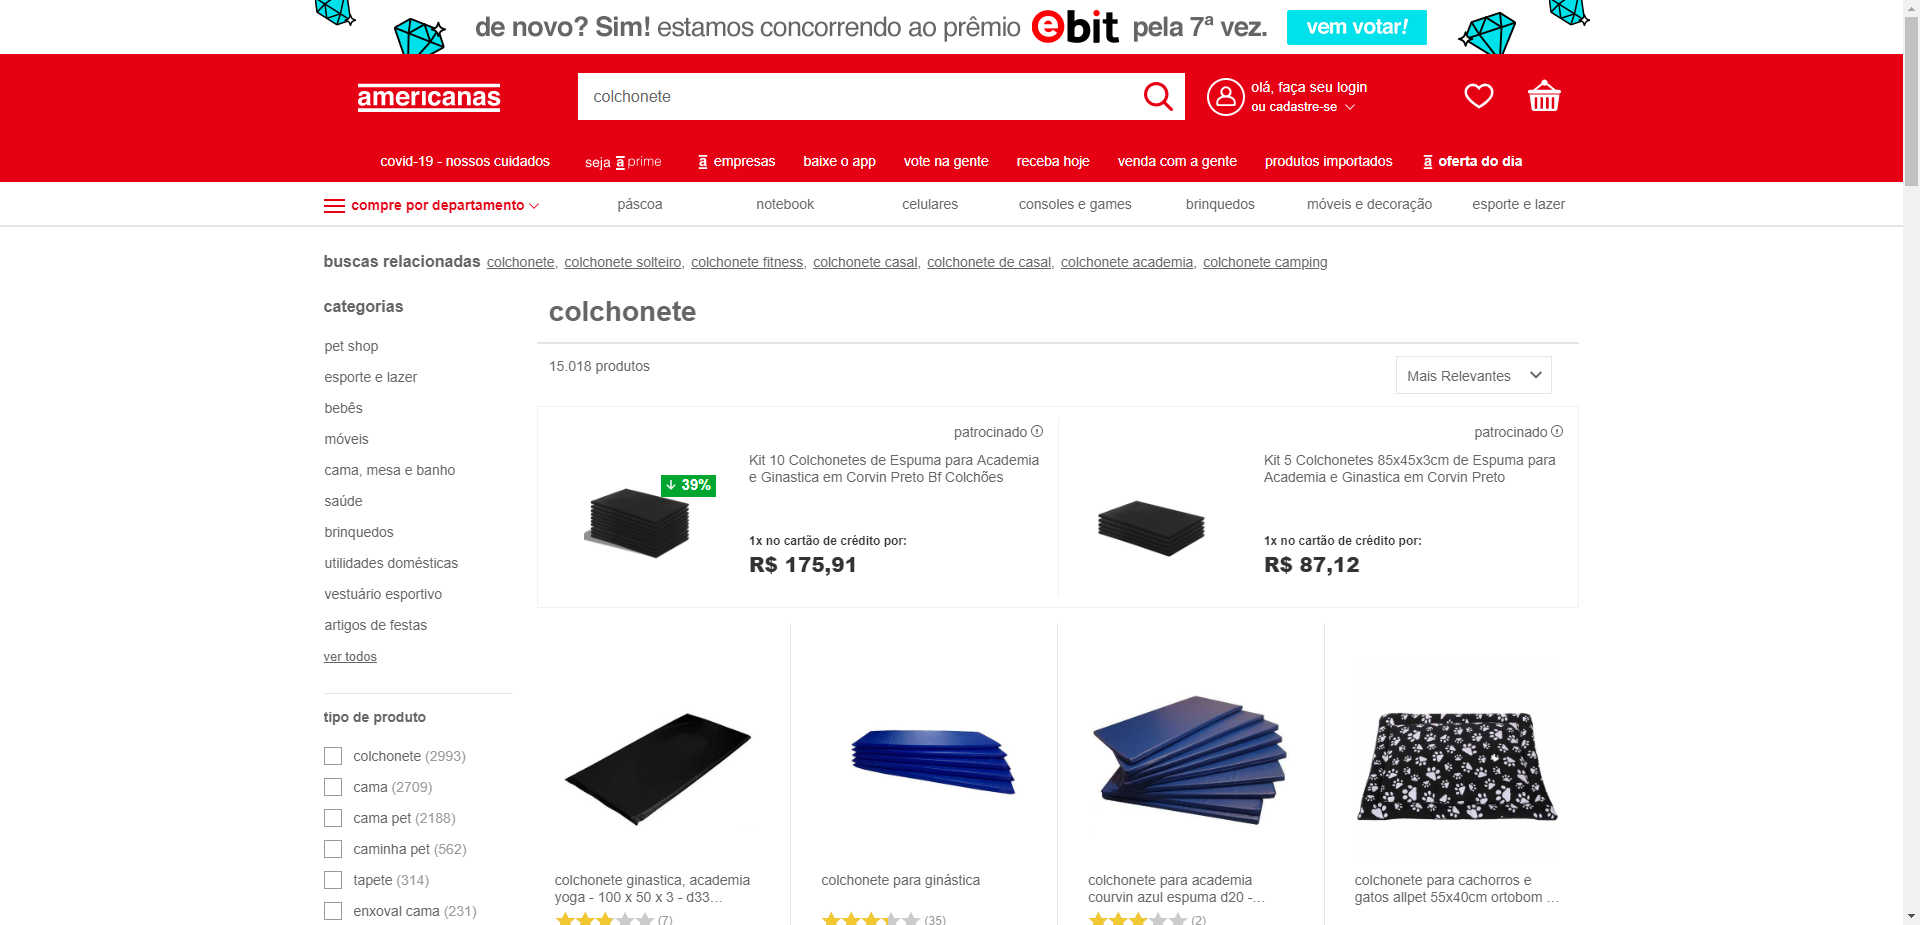 de novo? Sim! estamos concorrendo ao prêmio ebit pela 7ª vez. vem votar!
americanas
colchonete
olá, faça seu login
ou cadastre-se
covid-19 - nossos cuidados
seja a prime
a empresas
baixe o app
vote na gente
receba hoje
venda com a gente
produtos importados
a oferta do dia
compre por departamento
páscoa
notebook
celulares
consoles e games
brinquedos
móveis e decoração
esporte e lazer
buscas relacionadas colchonete, colchonete solteiro, colchonete fitness, colchonete casal, colchonete de casal, colchonete academia, colchonete camping
categorias
pet shop
esporte e lazer
bebês
móveis
cama, mesa e banho
saúde
brinquedos
utilidades domésticas
vestuário esportivo
artigos de festas
ver todos
tipo de produto
colchonete (2993)
cama (2709)
cama pet (2188)
caminha pet (562)
tapete (314)
enxoval cama (231)
colchonete
15.018 produtos
Mais Relevantes
patrocinado
39%
Kit 10 Colchonetes de Espuma para Academia
e Ginastica em Corvin Preto Bf Colchões
1x no cartão de crédito por:
R$ 175,91
patrocinado
Kit 5 Colchonetes 85x45x3cm de Espuma para
Academia e Ginastica em Corvin Preto
1x no cartão de crédito por:
R$ 87,12
colchonete ginastica, academia
yoga - 100 x 50 x 3 - d33...
(7)
colchonete para ginástica
(35)
colchonete para academia
courvin azul espuma d20 -...
(2)
colchonete para cachorros e
gatos allpet 55x40cm ortobom ...